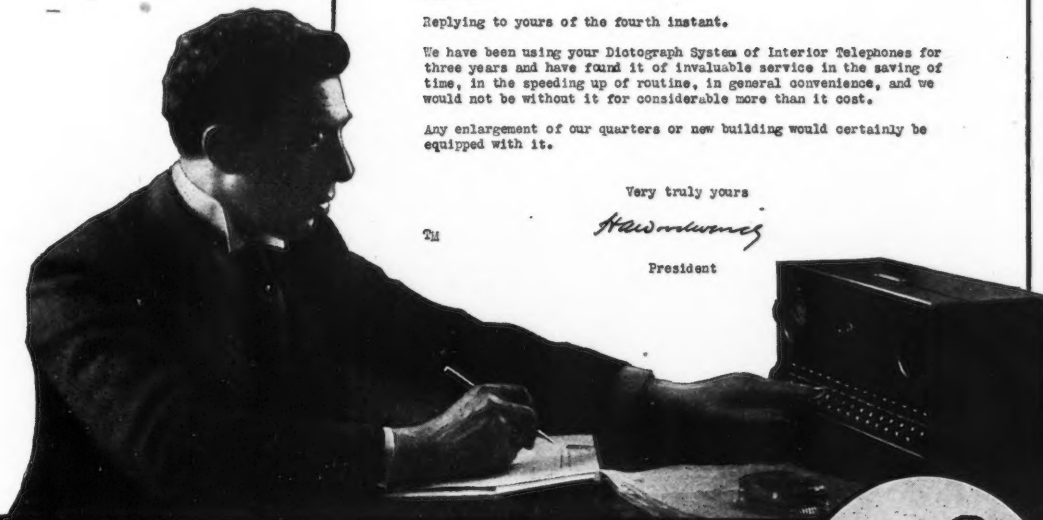 Replying to yours of the fourth instant.
We have been using your Dictograph System of Interior Telephones for
three years and have found it of invaluable service in the saving of
time, in the speeding up of routine, in general convenience, and we
would not be without it for considerable more than it cost.
Any enlargement of our quarters or new building would certainly be
equipped with it.
Very truly yours
TM
President